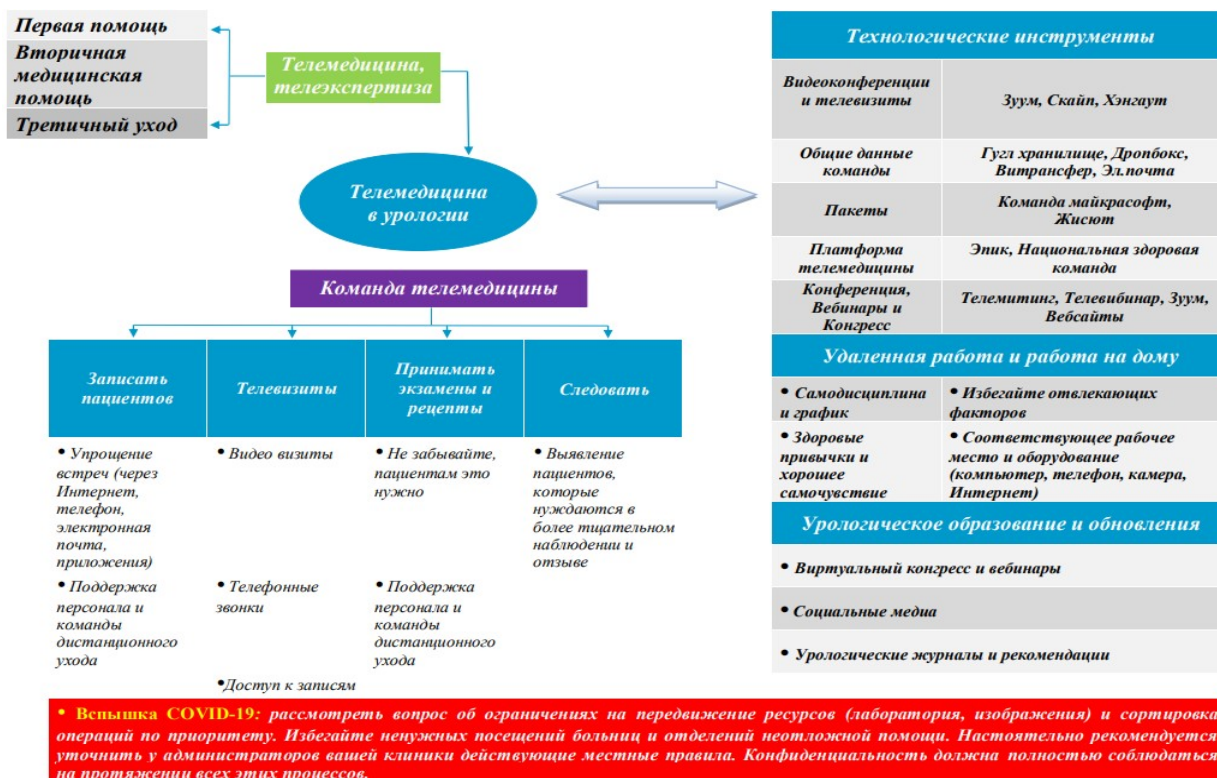 Первая помощь
Вторичная
медицинская
помощь
Третичный уход
Телемедицина,
телеэкспертиза
Телемедицина
в урологии
Команда телемедицины
Записать
пациентов
Телевизиты
Принимать
экзамены и
рецепты
Следовать
• Упрощение
встреч (через
Интернет,
телефон,
электронная
почта,
приложения)
• Поддержка
персонала и
команды
дистанционного
ухода
• Видео визиты
• Телефонные
звонки
•Доступ к записям
• Не забывайте,
пациентам это
нужно
• Поддержка
персонала и
команды
дистанционного
ухода
• Выявление
пациентов,
которые
нуждаются в
более тщательном
наблюдении и
отзыве
Технологические инструменты
Видеоконференции
и телевизиты
Зуум, Скайп, Хэнгаут
Общие данные
команды
Гугл хранилище, Дропбокс,
Витрансфер, Эл.почта
Пакеты
Команда майкрасофт,
Жисют
Платформа
телемедицины
Эпик, Национальная здоровая
команда
Конференция,
Вебинары и
Конгресс
Телемитинг, Телевибинар, Зуум,
Вебсайты
Удаленная работа и работа на дому
• Самодисциплина
и график
• Избегайте отвлекающих
факторов
• Здоровые
привычки и
хорошее
самочувствие
• Соответствующее рабочее
место и оборудование
(компьютер, телефон, камера,
Интернет)
Урологическое образование и обновления
• Виртуальный конгресс и вебинары
• Социальные медиа
• Урологические журналы и рекомендации
• Вспышка COVID-19: рассмотреть вопрос об ограничениях на передвижение ресурсов (лаборатория, изображения) и сортировка
операций по приоритету. Избегайте ненужных посещений больниц и отделений неотложной помощи. Настоятельно рекомендуется
уточнить у администраторов вашей клиники действующие местные правила. Конфиденциальность должна полностью соблюдаться
на протяжении всех этих процессов.